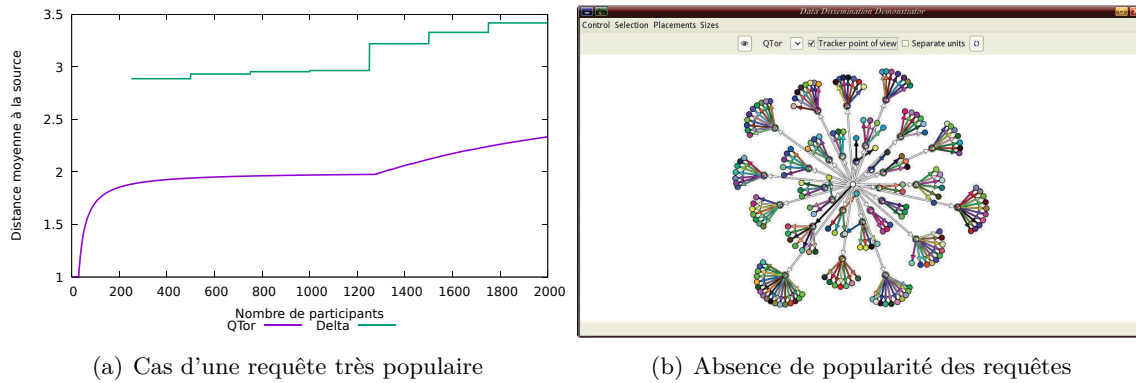 3.5
3
2.5
2
1.5
1
Distance moyenne à la source
0 200 400 600 800 1000 1200 1400 1600 1800 2000
Nombre de participants
QTor Delta
(a) Cas d'une requête très populaire
Data Dissemination Demonstrator
Control Selection Placements Sizes
QTor Tracker point of view Separate units
(b) Absence de popularité des requêtes